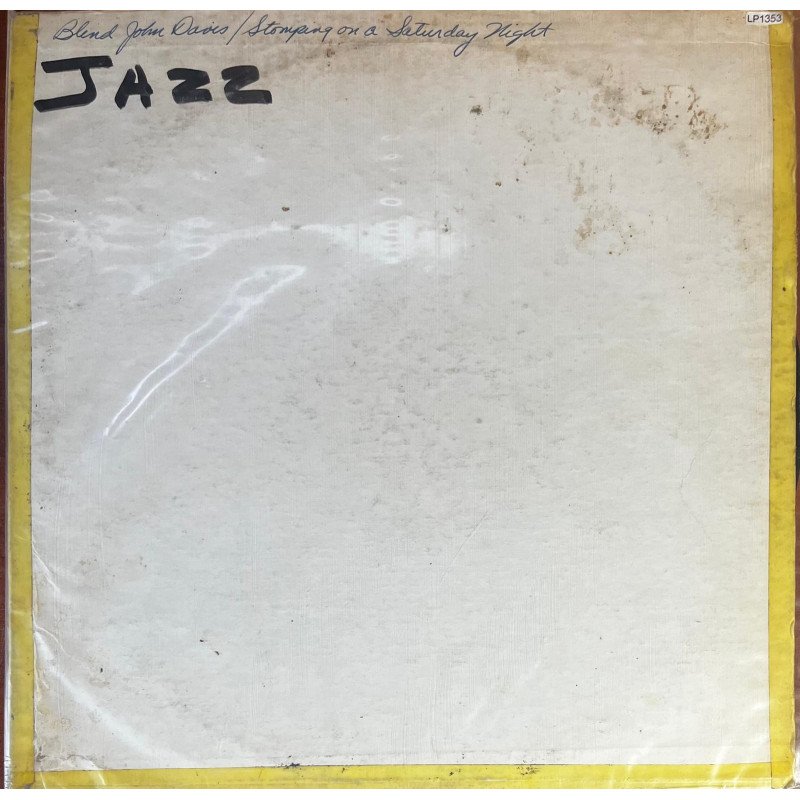 Blind John Davis / Stomping on a Saturday Night
LP1353
JAZZ